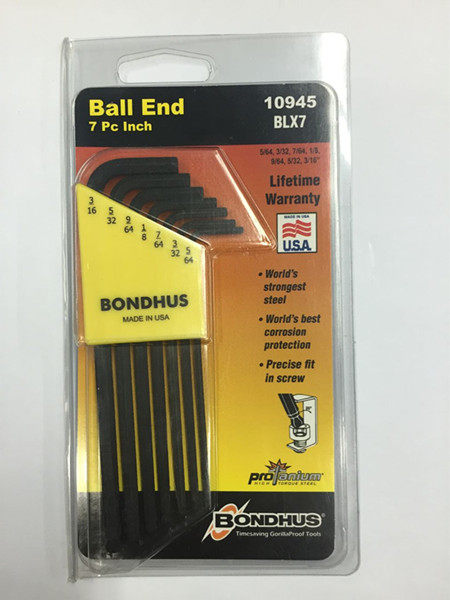 Ball End
7 Pc Inch
10945
BLX7
5/64, 3/32, 7/64, 1/8,
9/64, 5/32, 3/16"
Lifetime
Warranty
MADE IN USA
U.S.A.
3/16 5/32 9/64 1/8 7/64 3/32 5/64
BONDHUS
MADE IN USA
• World's
strongest
steel
• World's best
corrosion
protection
• Precise fit
in screw
proTanium
HIGH TORQUE STEEL
BONDHUS
Timesaving GorillaProof Tools